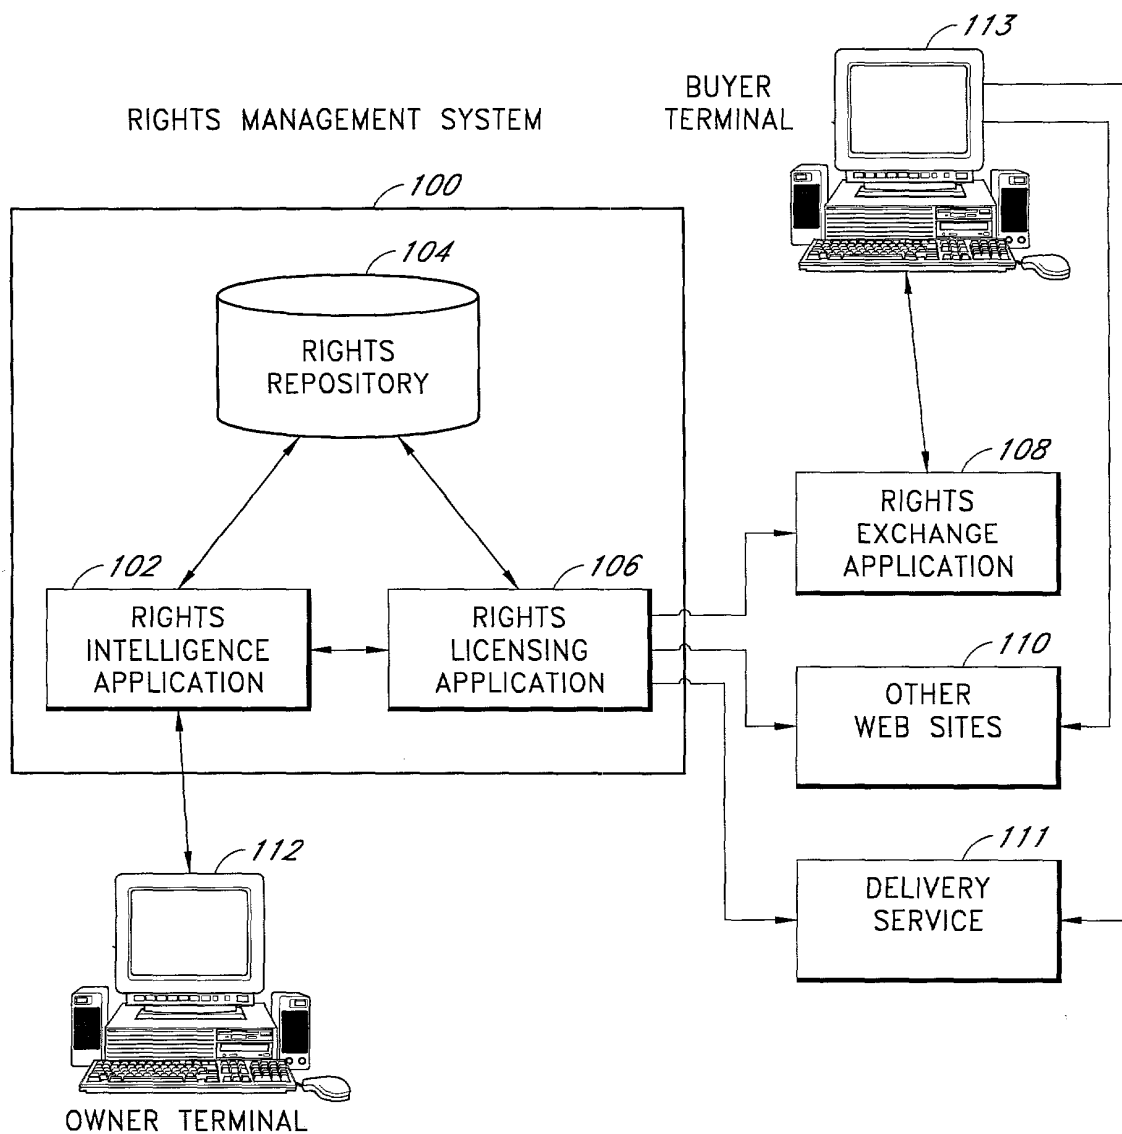 113
BUYER
TERMINAL
RIGHTS MANAGEMENT SYSTEM
100
104
RIGHTS
REPOSITORY
108
RIGHTS
EXCHANGE
APPLICATION
102
RIGHTS
INTELLIGENCE
APPLICATION
106
RIGHTS
LICENSING
APPLICATION
110
OTHER
WEB SITES
111
DELIVERY
SERVICE
112
OWNER TERMINAL